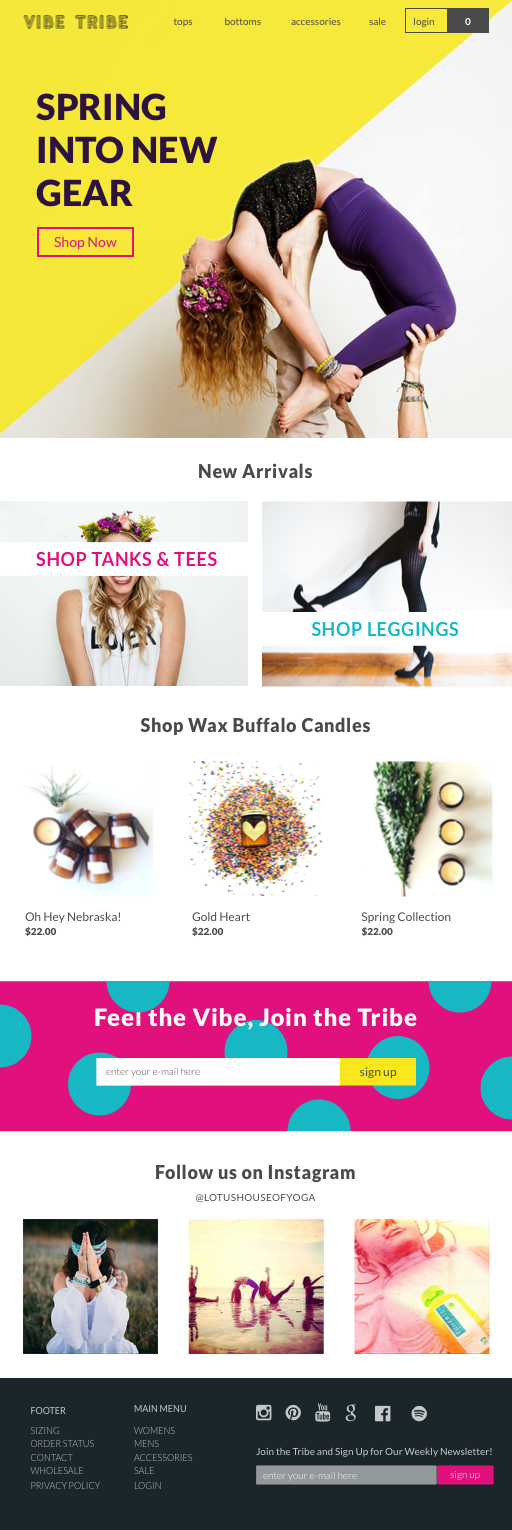 VIBE TRIBE
tops bottoms accessories sale login 0
SPRING
INTO NEW
GEAR
Shop Now
New Arrivals
SHOP TANKS & TEES
LOVER
SHOP LEGGINGS
Shop Wax Buffalo Candles
Oh Hey Nebraska!
$22.00
Gold Heart
$22.00
Spring Collection
$22.00
Feel the Vibe, Join the Tribe
enter your e-mail here
sign up
Follow us on Instagram
@LOTUSHOUSEOFYOGA
FOOTER
SIZING
ORDER STATUS
CONTACT
WHOLESALE
PRIVACY POLICY
MAIN MENU
WOMENS
MENS
ACCESSORIES
SALE
LOGIN
You
Tube
Join the Tribe and Sign Up for Our Weekly Newsletter!
enter your e-mail here
sign up